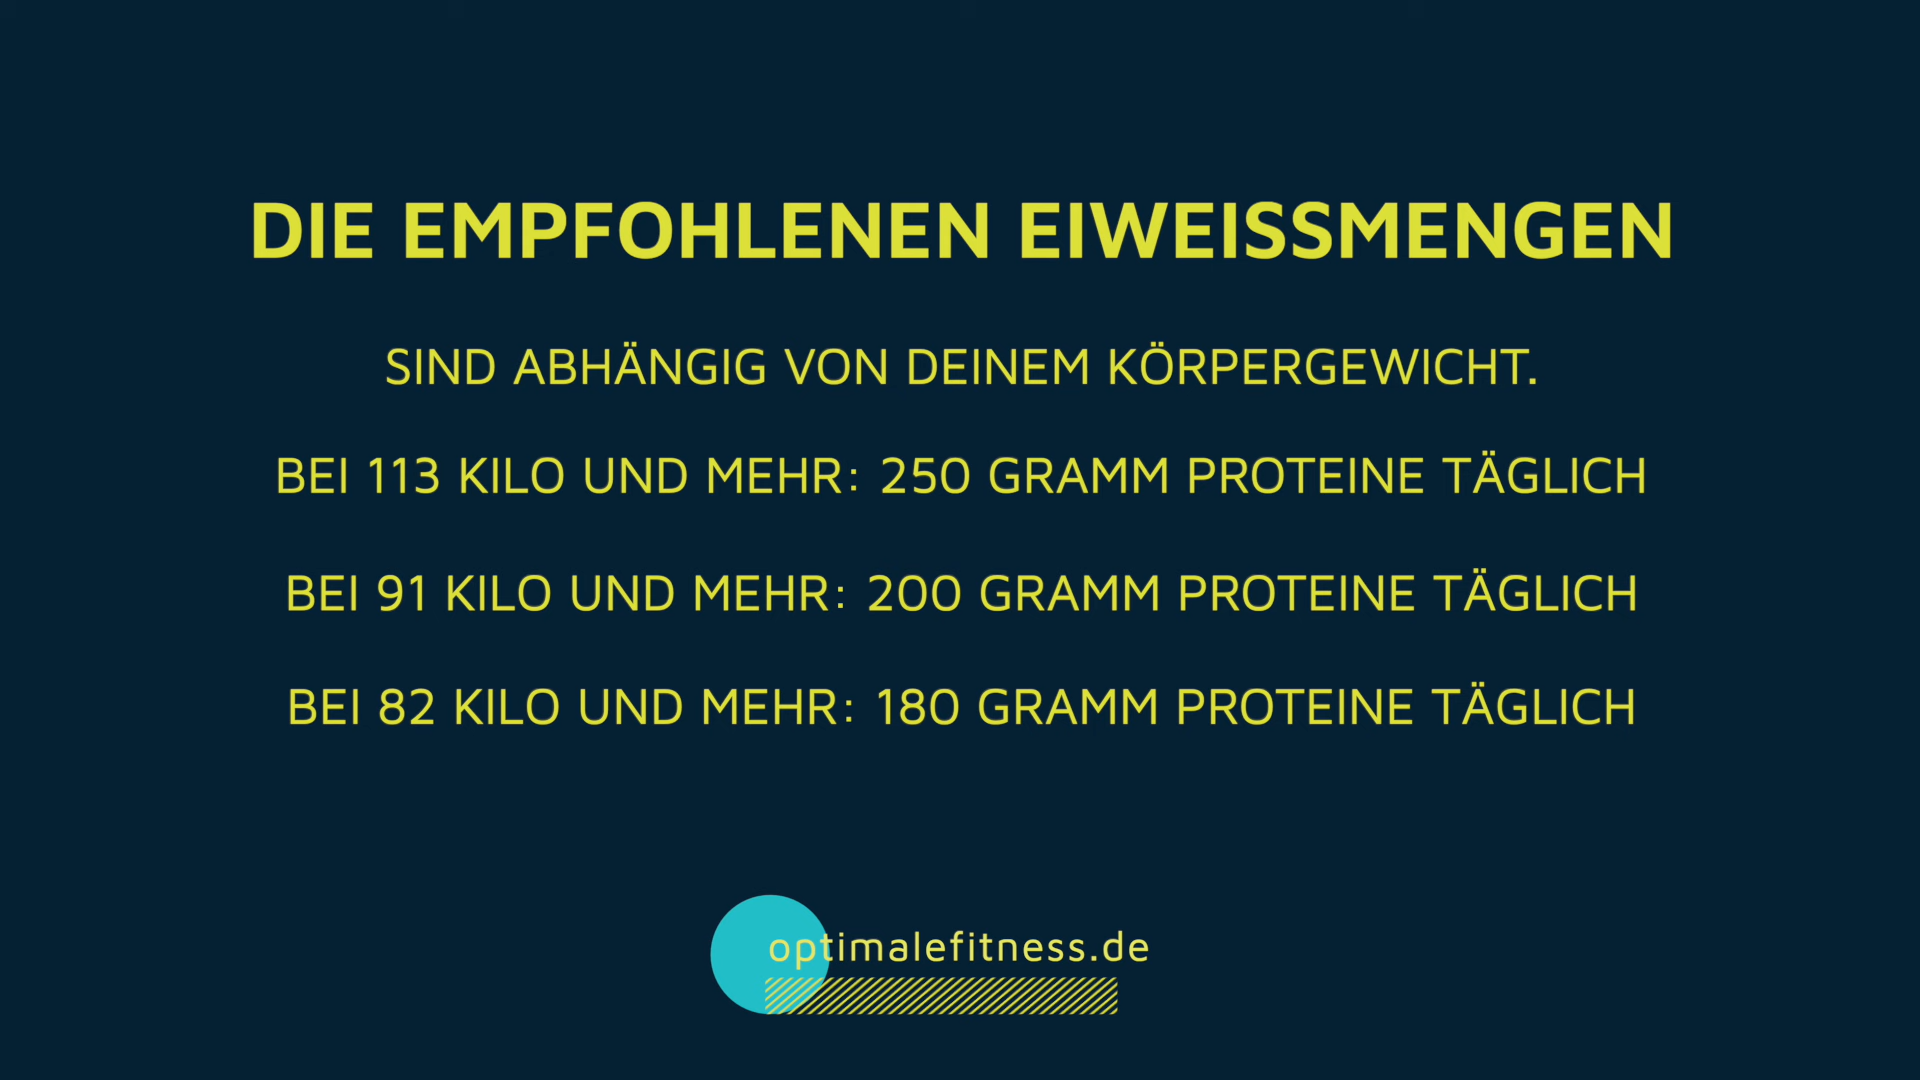 DIE EMPFOHLENEN EIWEISSMENGEN
SIND ABHÄNGIG VON DEINEM KÖRPERGEWICHT.
BEI 113 KILO UND MEHR: 250 GRAMM PROTEINE TÄGLICH
BEI 91 KILO UND MEHR: 200 GRAMM PROTEINE TÄGLICH
BEI 82 KILO UND MEHR: 180 GRAMM PROTEINE TÄGLICH
optimalefitness.de